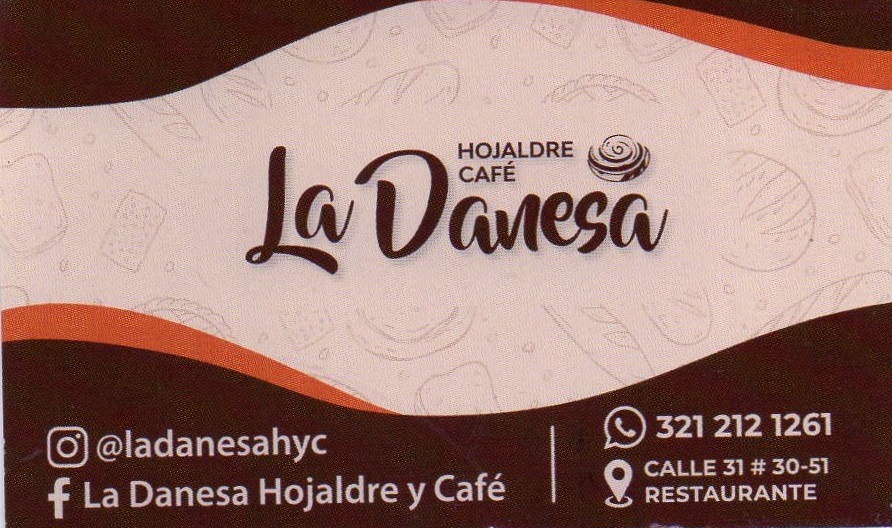 HOJALDRE
CAFÉ
La Danesa
@ladanesahyc
La Danesa Hojaldre y Café
321 212 1261
CALLE 31 # 30-51
RESTAURANTE